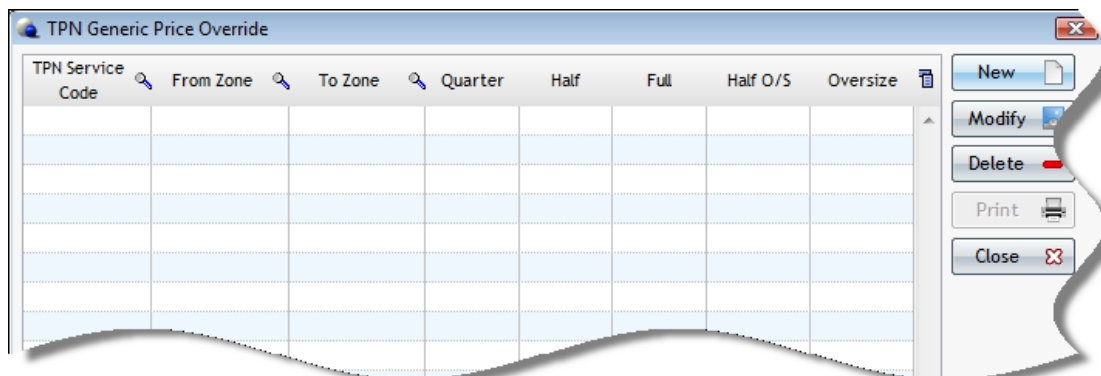 TPN Generic Price Override
TPN Service
Code
From Zone
To Zone
Quarter
Half
Full
Half O/S
Oversize
New
Modify
Delete
Print
Close